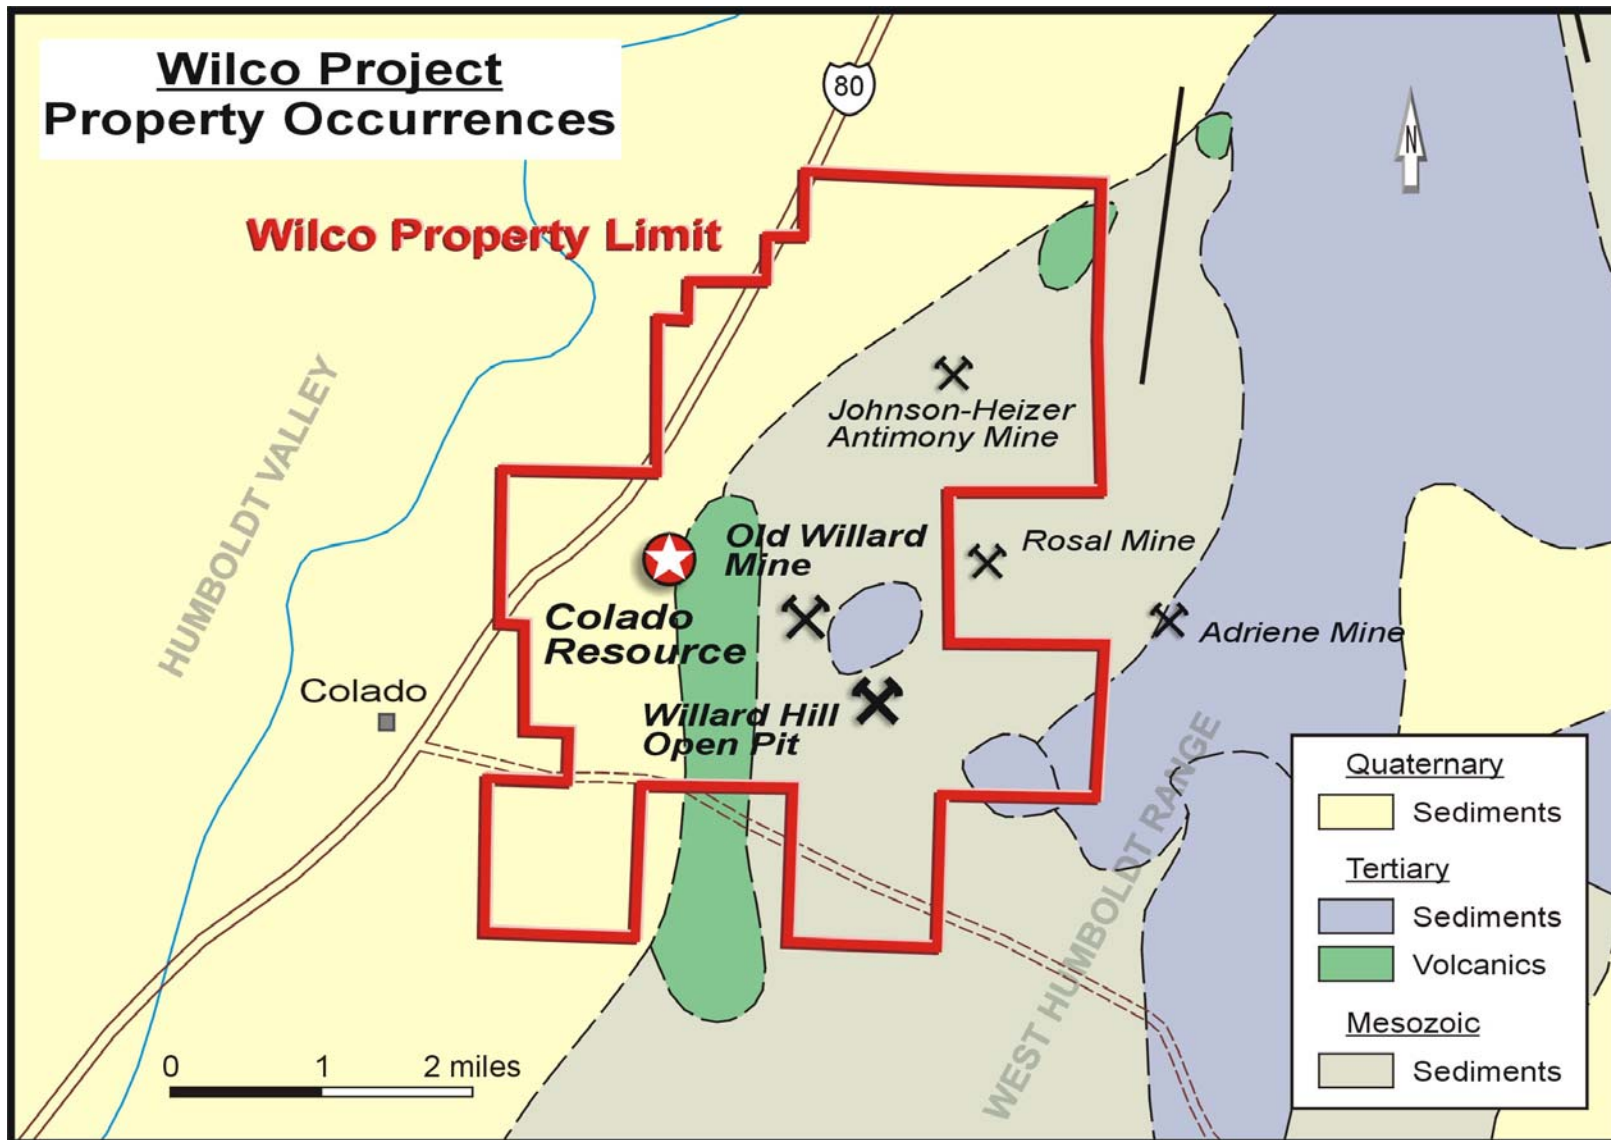 Wilco Project
Property Occurrences
80
N
Wilco Property Limit
HUMBOLDT VALLEY
Johnson-Heizer
Antimony Mine
Old Willard
Mine
Rosal Mine
Colado
Resource
Adriene Mine
Colado
Willard Hill
Open Pit
WEST HUMBOLDT RANGE
Quaternary
Sediments
Tertiary
Sediments
Volcanics
Mesozoic
Sediments
0 1 2 miles